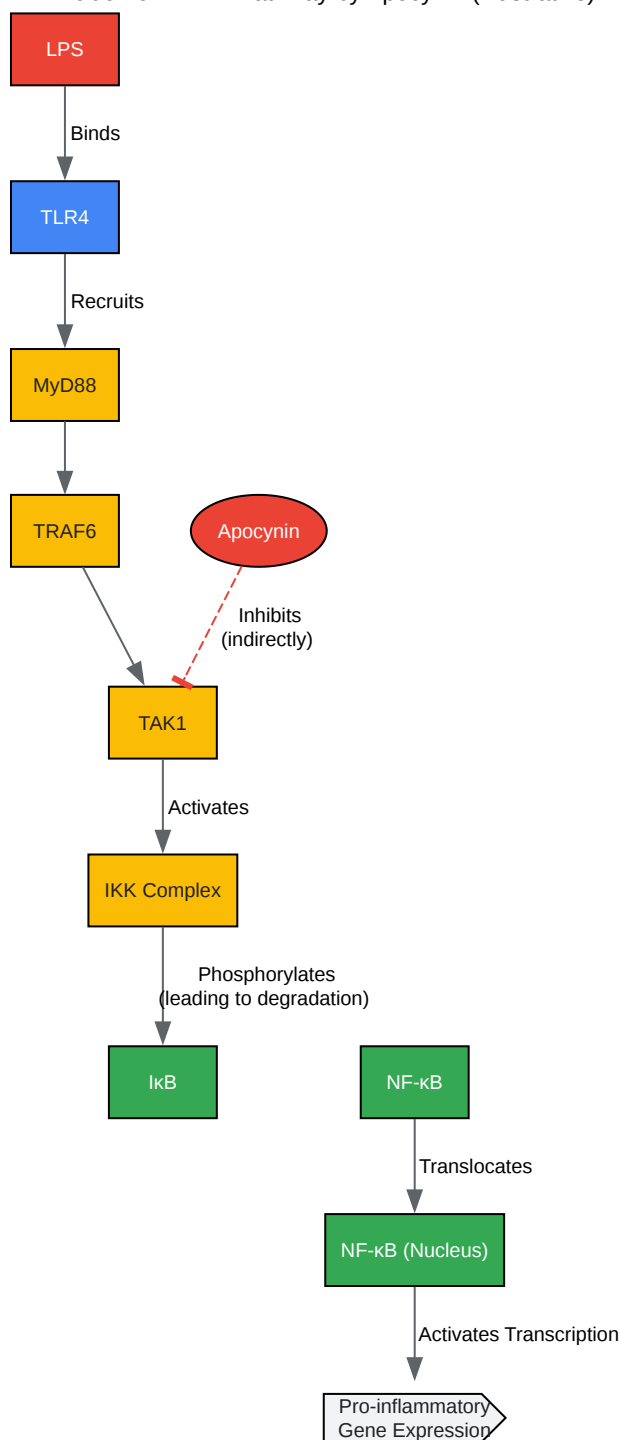 LPS
Binds
TLR4
Recruits
MyD88
TRAF6
Apocynin
Inhibits
(indirectly)
TAK1
Activates
IKK Complex
Phosphorylates
(leading to degradation)
IκB
NF-κB
Translocates
NF-κB (Nucleus)
Activates Transcription
Pro-inflammatory
Gene Expression